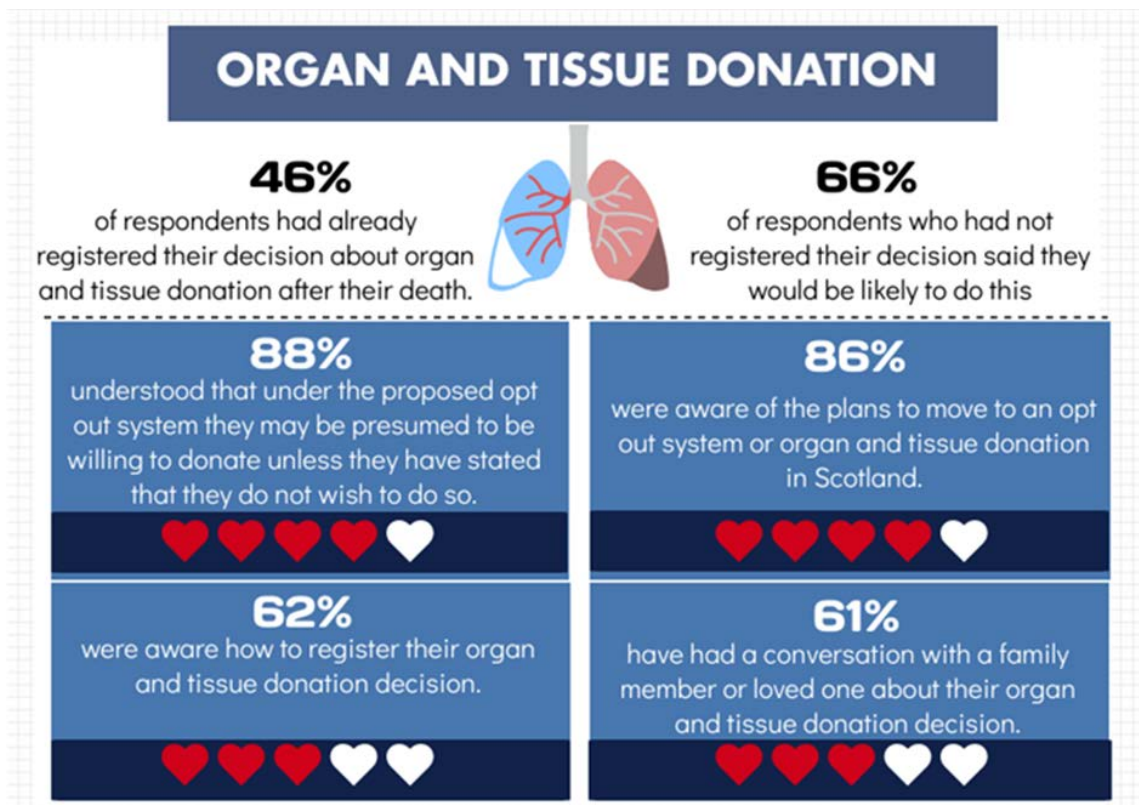 ORGAN AND TISSUE DONATION
46%
of respondents had already
registered their decision about organ
and tissue donation after their death.
66%
of respondents who had not
registered their decision said they
would be likely to do this
88%
understood that under the proposed opt
out system they may be presumed to be
willing to donate unless they have stated
that they do not wish to do so.
86%
were aware of the plans to move to an opt
out system or organ and tissue donation
in Scotland.
62%
were aware how to register their organ
and tissue donation decision.
61%
have had a conversation with a family
member or loved one about their organ
and tissue donation decision.